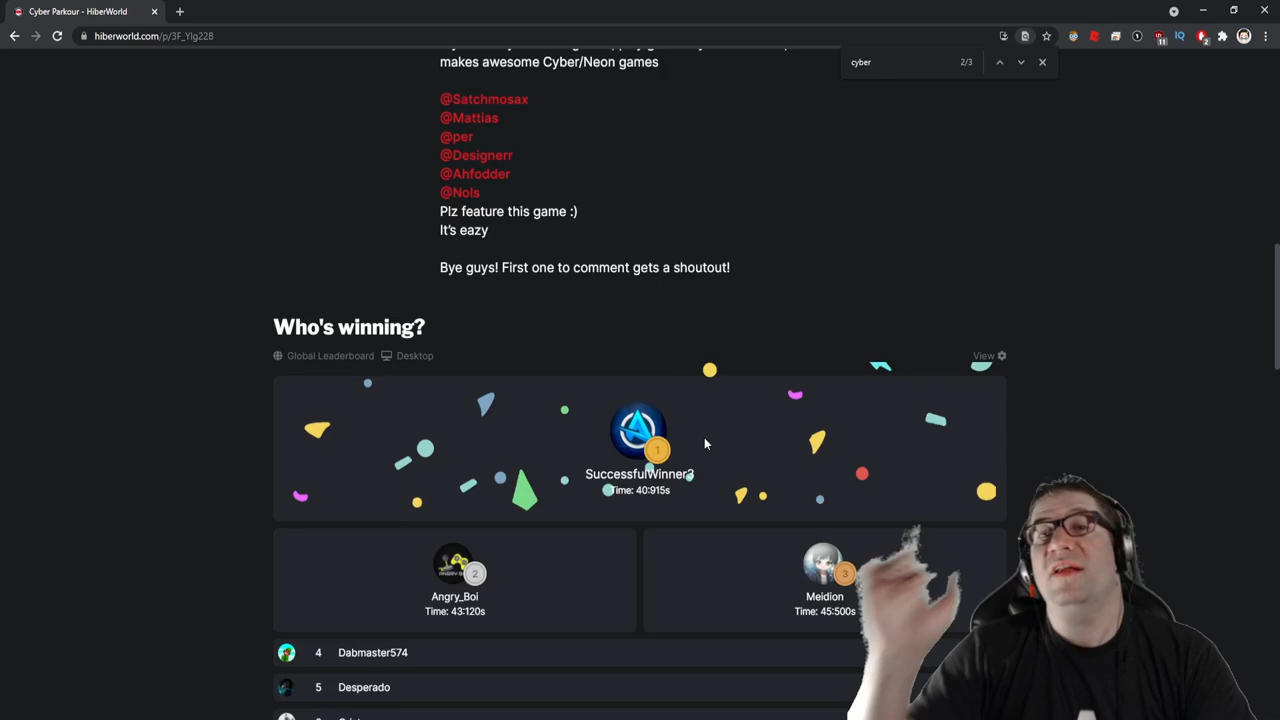 Cyber Parkour - HiberWorld
hiberworld.com/p/3F_Ylg228
11
2
cyber
2/3
makes awesome Cyber/Neon games
@Satchmosax
@Mattias
@per
@Designerr
@Ahfodder
@Nols
Plz feature this game :)
It's eazy
Bye guys! First one to comment gets a shoutout!
Who's winning?
Global Leaderboard Desktop
View
1
SuccessfulWinner3
Time: 40:915s
ANGRY B
2
3
Angry_Boi
Meidion
Time: 43:120s
Time: 45:500s
4 Dabmaster574
5 Desperado